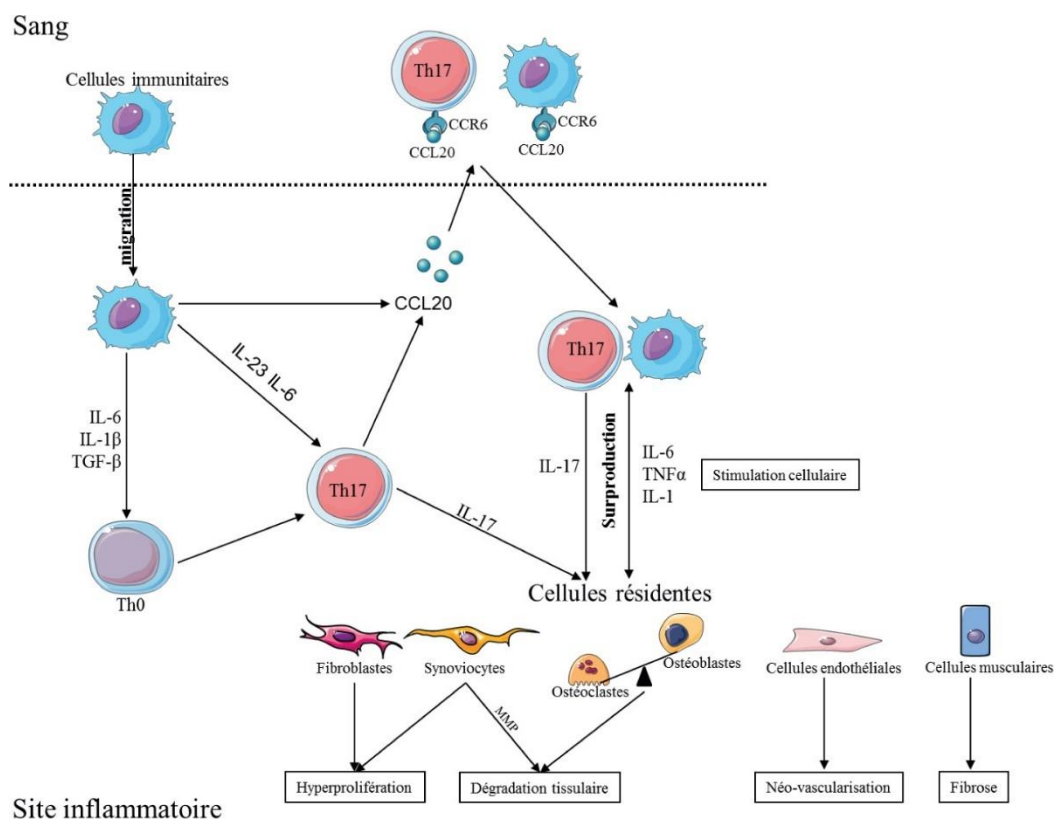 Sang
Cellules immunitaires
Th17
CCR6
CCL20
CCR6
CCL20
migration
CCL20
IL-23 IL-6
IL-6
IL-1β
TGF-β
Th17
Th0
IL-17
Th17
IL-17
Surproduction
IL-6
TNFα
IL-1
Stimulation cellulaire
Cellules résidentes
Fibroblastes
Synoviocytes
Ostéoclastes
Ostéoblastes
Cellules endothéliales
Cellules musculaires
MMP
Hyperprolifération
Dégradation tissulaire
Néo-vascularisation
Fibrose
Site inflammatoire